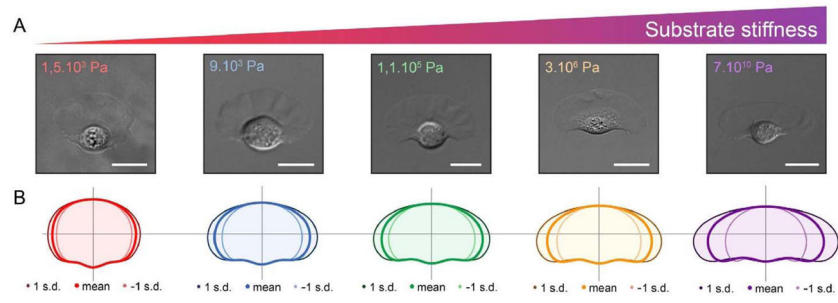 A
Substrate stiffness
1,5.10³ Pa
9.10³ Pa
1,1.10⁵ Pa
3.10⁶ Pa
7.10¹⁰ Pa
B
1 s.d. mean -1 s.d.
1 s.d. mean -1 s.d.
1 s.d. mean -1 s.d.
1 s.d. mean -1 s.d.
1 s.d. mean -1 s.d.